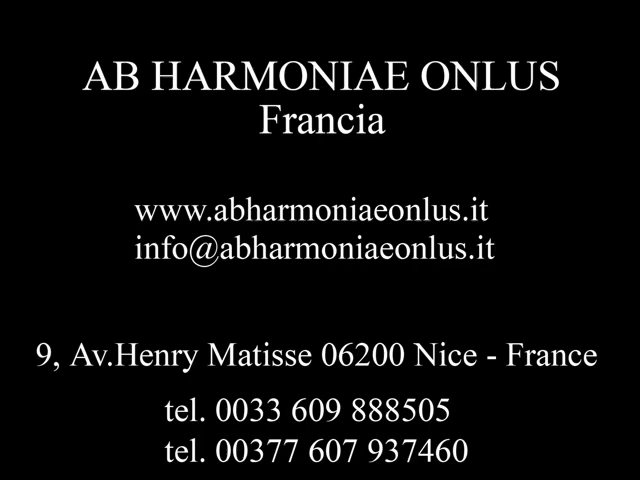 AB HARMONIAE ONLUS
Francia
www.abharmoniaeonlus.it
info@abharmoniaeonlus.it
9, Av.Henry Matisse 06200 Nice - France
tel. 0033 609 888505
tel. 00377 607 937460